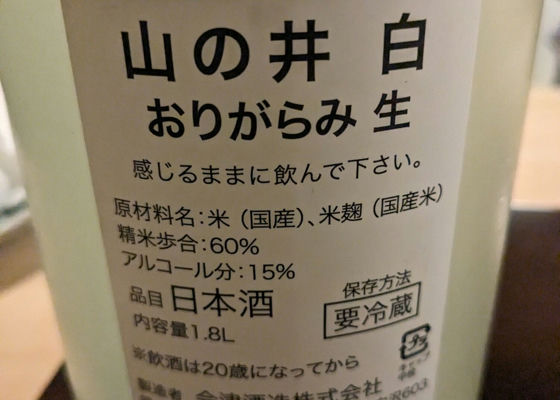 山の井 白
おりがらみ 生
感じるままに飲んで下さい。
原材料名：米（国産）、米麹（国産米）
精米歩合：60%
アルコール分：15%
品目 日本酒
内容量1.8L
保存方法
要冷蔵
※飲酒は20歳になってから
製造者 会津酒造株式会社
R603